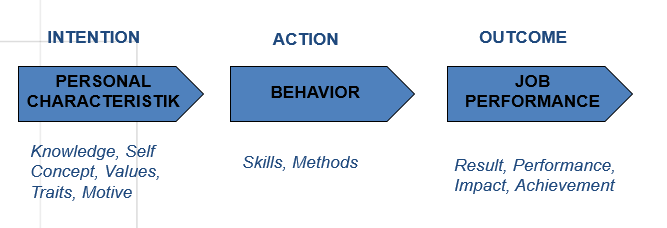 INTENTION
ACTION
OUTCOME
PERSONAL
CHARACTERISTIK
BEHAVIOR
JOB
PERFORMANCE
Knowledge, Self
Concept, Values,
Traits, Motive
Skills, Methods
Result, Performance,
Impact, Achievement